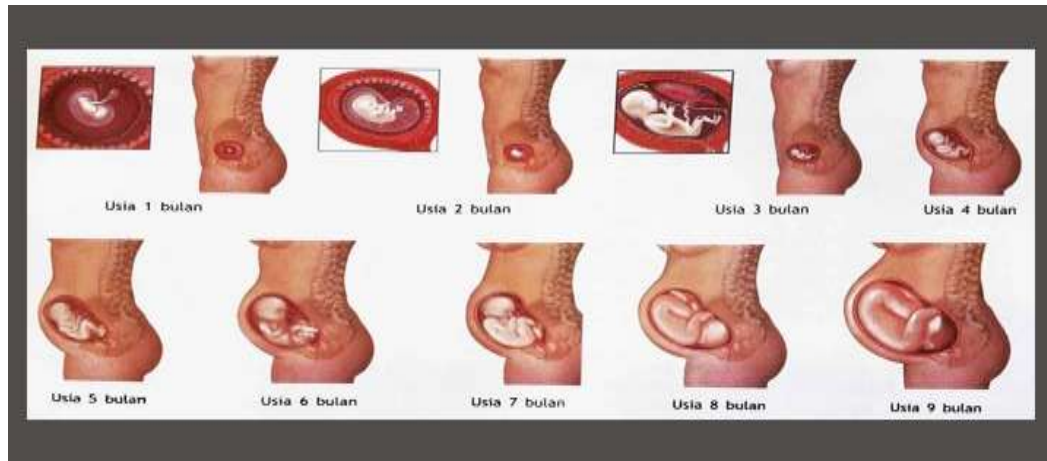 Usia 1 bulan
Usia 2 bulan
Usia 3 bulan
Usia 4 bulan
Usia 5 bulan
Usia 6 bulan
Usia 7 bulan
Usia 8 bulan
Usia 9 bulan